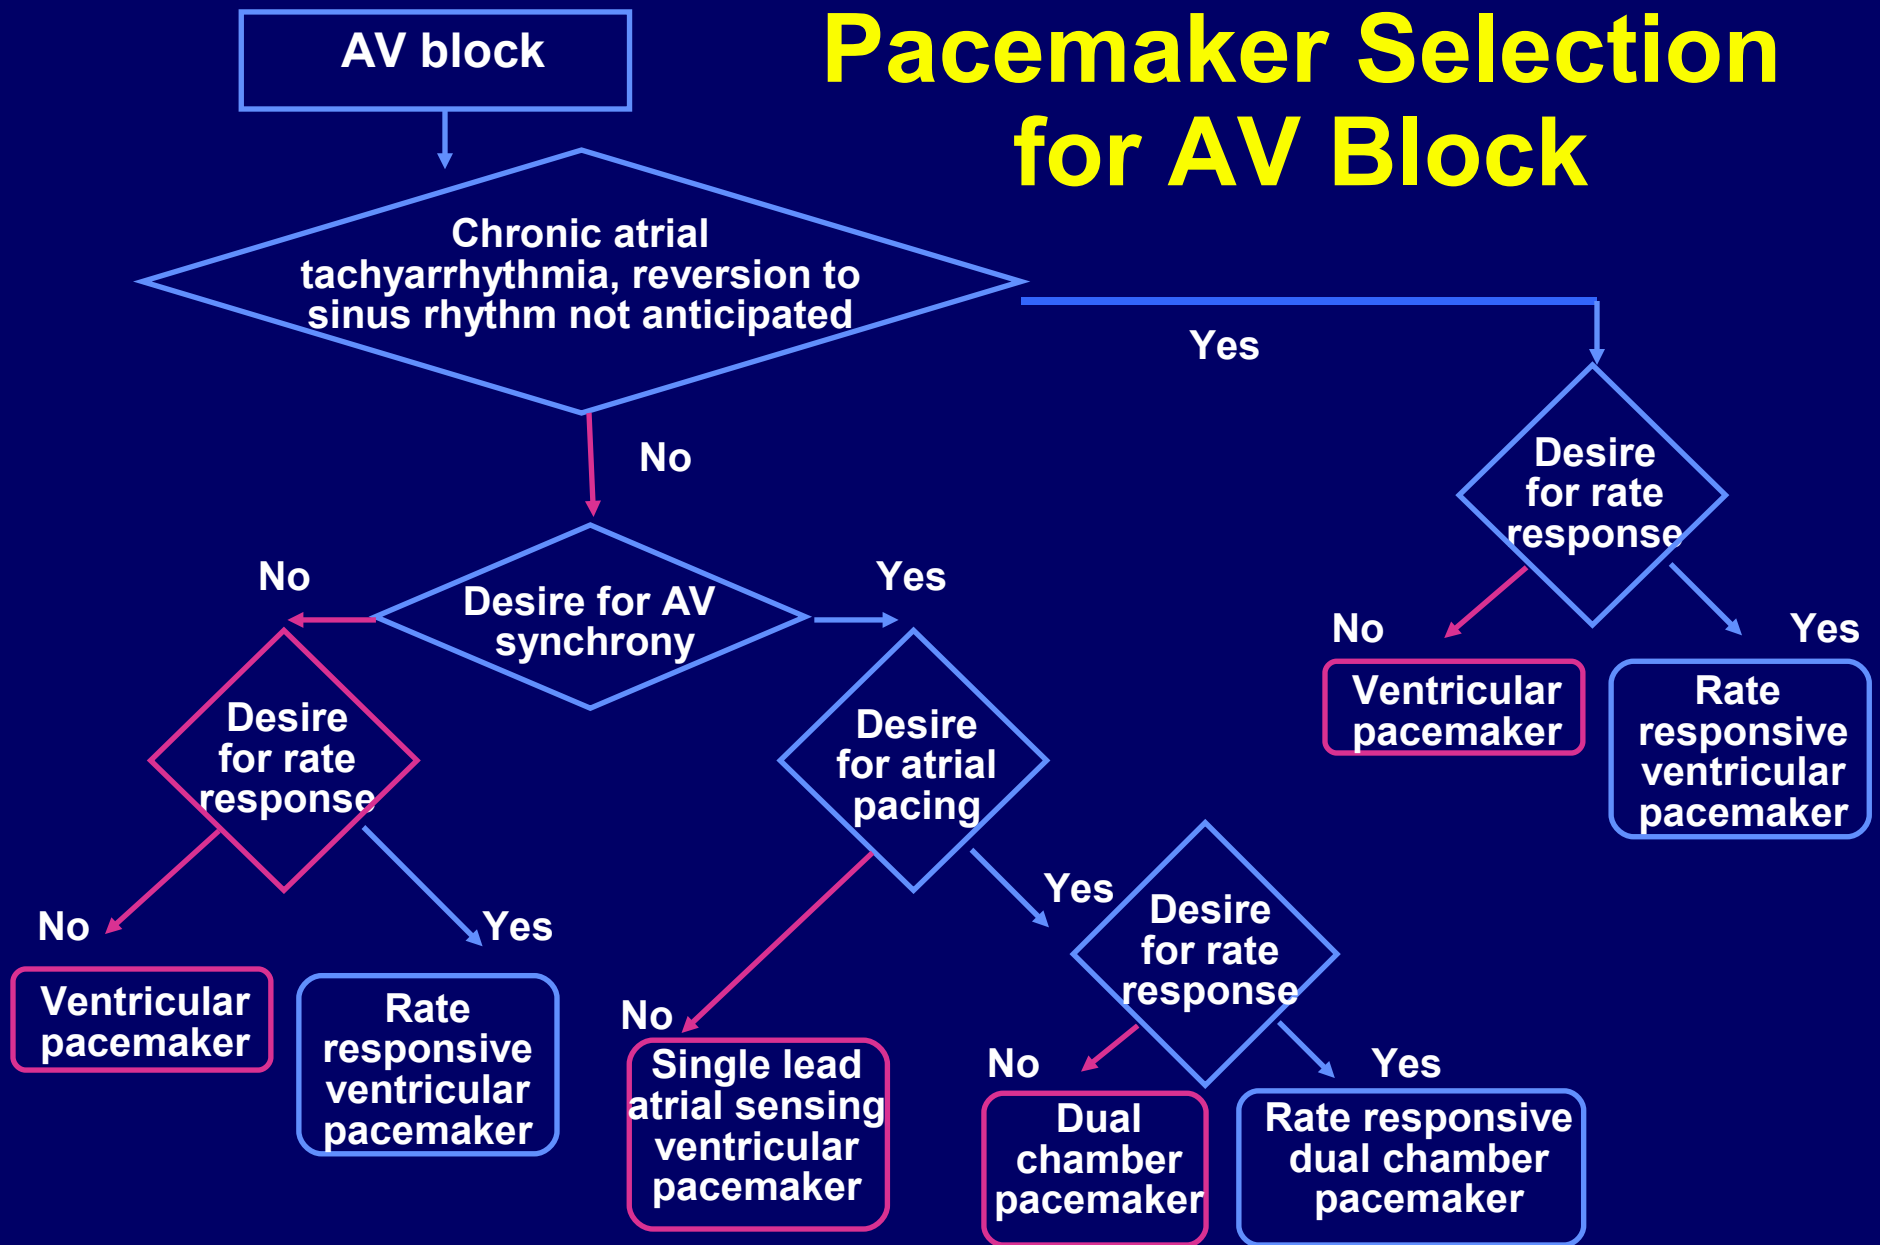 AV block
Pacemaker Selection
for AV Block
Chronic atrial
tachyarrhythmia, reversion to
sinus rhythm not anticipated
Yes
No
Desire
for rate
response
No
Yes
Desire for AV
synchrony
No
Yes
Ventricular
pacemaker
Rate
responsive
ventricular
pacemaker
Desire
for rate
response
Desire
for atrial
pacing
No
Yes
Yes
Desire
for rate
response
Ventricular
pacemaker
Rate
responsive
ventricular
pacemaker
No
Single lead
atrial sensing
ventricular
pacemaker
No
Yes
Dual
chamber
pacemaker
Rate responsive
dual chamber
pacemaker